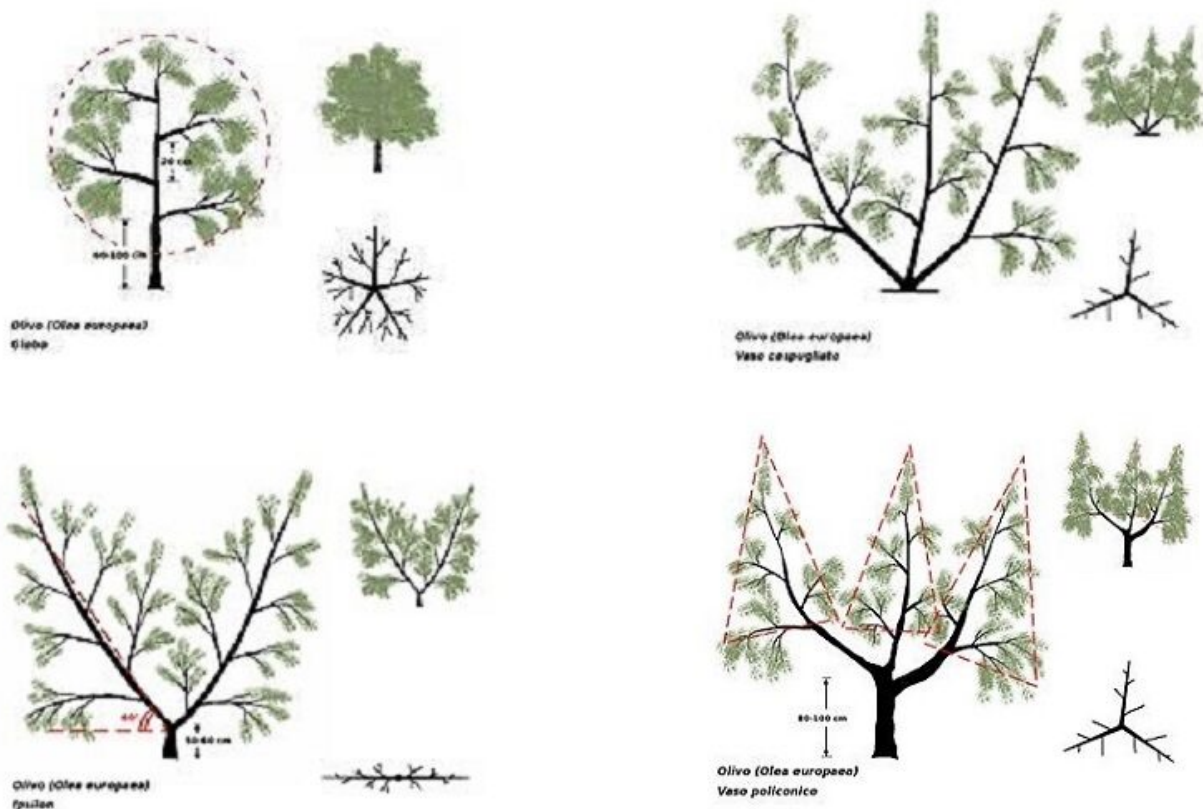 20 cm
60-100 cm
Olivo (Olea europaea)
Globo
Olivo (Olea europaea)
Vaso cespugliato
50-60 cm
Olivo (Olea europaea)
Ipsilon
80-100 cm
Olivo (Olea europaea)
Vaso policonico